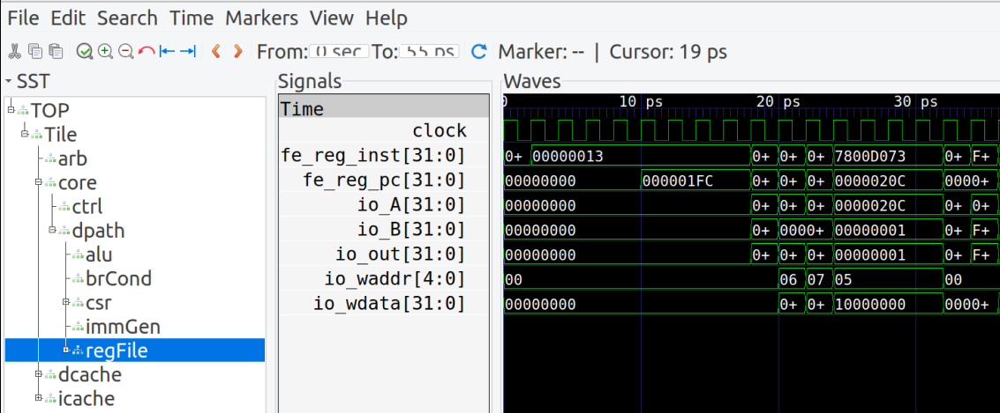 File Edit Search Time Markers View Help
From: 0 sec To: 55 ps Marker: -- | Cursor: 19 ps
SST
TOP
Tile
arb
core
ctrl
dpath
alu
brCond
csr
immGen
regFile
dcache
icache
Signals
Time
clock
fe_reg_inst[31:0]
fe_reg_pc[31:0]
io_A[31:0]
io_B[31:0]
io_out[31:0]
io_waddr[4:0]
io_wdata[31:0]
Waves
0 10 ps 20 ps 30 ps
0+ 00000013 0+ 0+ 0+ 7800D073 0+ F+
00000000 000001FC 0+ 0+ 0+ 0000020C 0000+
00000000 0+ 0+ 0+ 0000020C 0+ 0+
00000000 0+ 0000+ 00000001 0+ F+
00000000 0+ 0+ 0+ 00000001 0+ F+
00 06 07 05 00
00000000 0+ 0+ 10000000 0000+